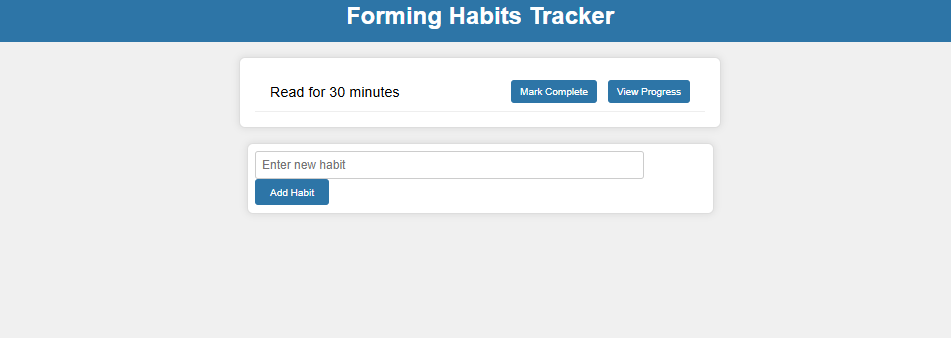 Forming Habits Tracker
Read for 30 minutes Mark Complete View Progress
Enter new habit
Add Habit